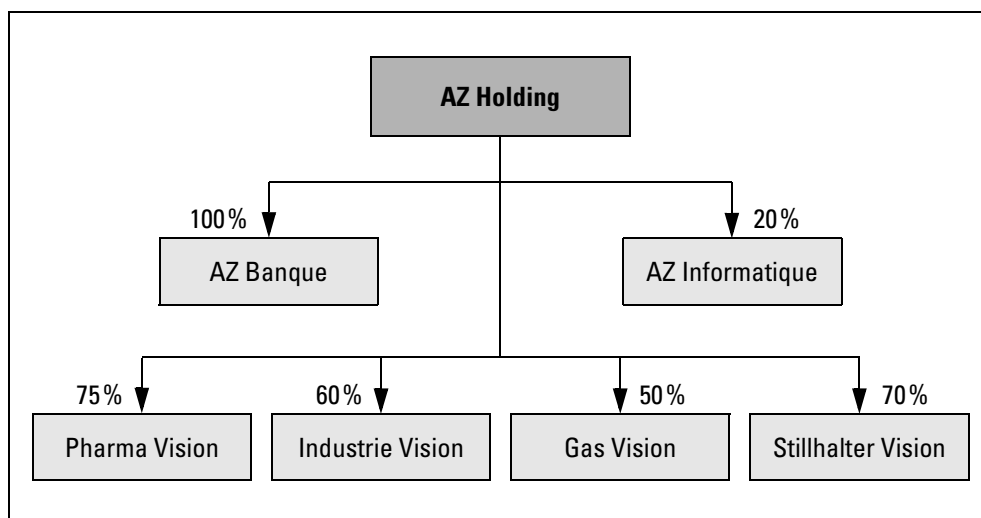 AZ Holding
100 %
20 %
AZ Banque
AZ Informatique
75 %
60 %
50 %
70 %
Pharma Vision
Industrie Vision
Gas Vision
Stillhalter Vision